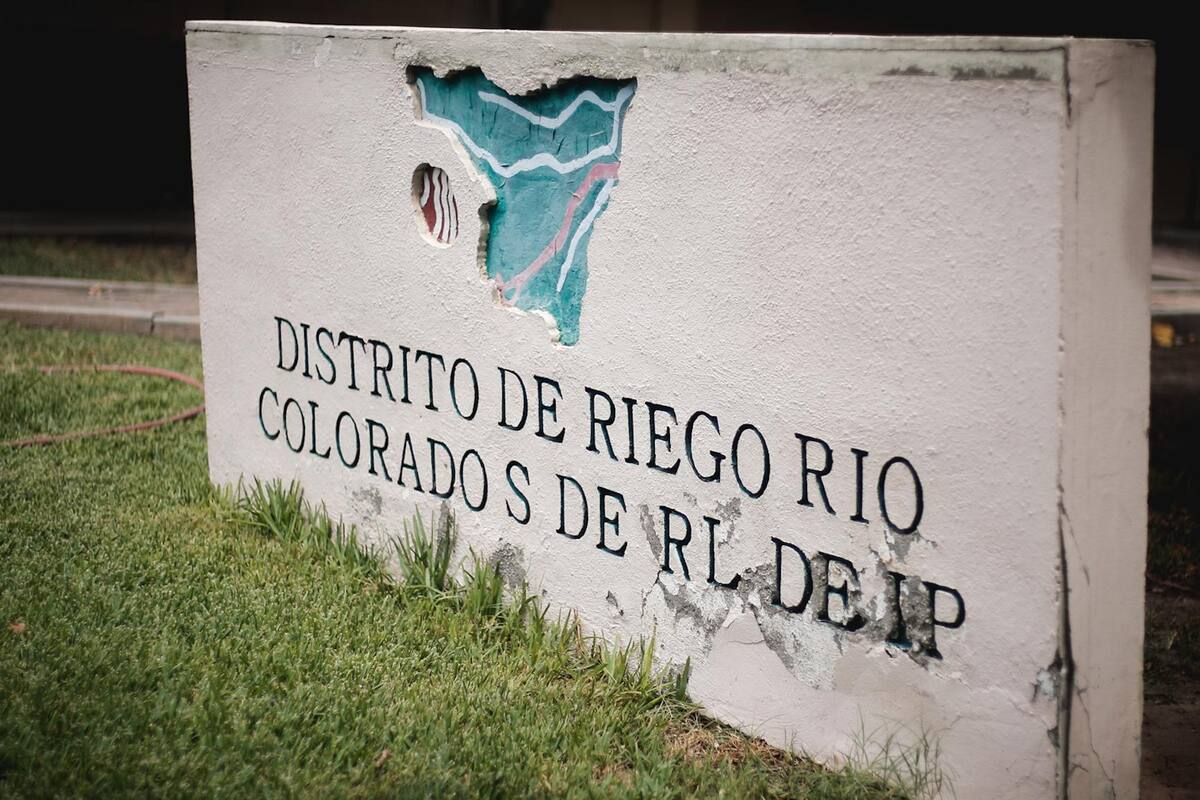 DISTRITO DE RIEGO RIO
COLORADO S DE RL DE IP